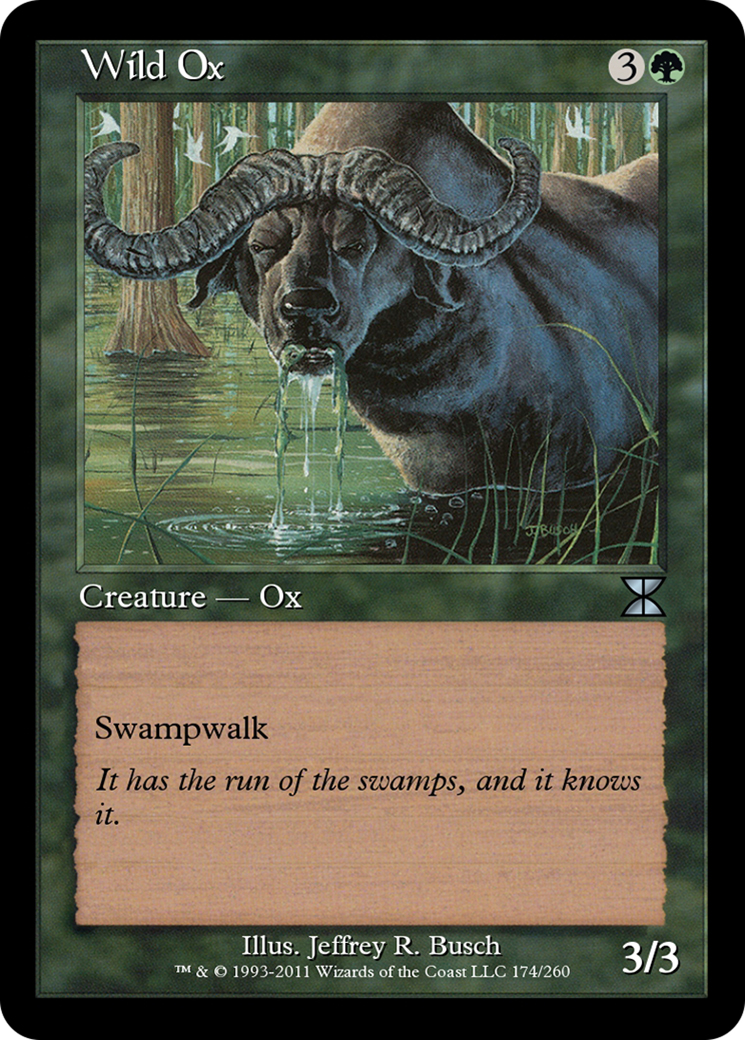 Wild Ox
3
J. BUSCH
Creature — Ox
Swampwalk
It has the run of the swamps, and it knows
it.
Illus. Jeffrey R. Busch
™ & © 1993-2011 Wizards of the Coast LLC 174/260
3/3